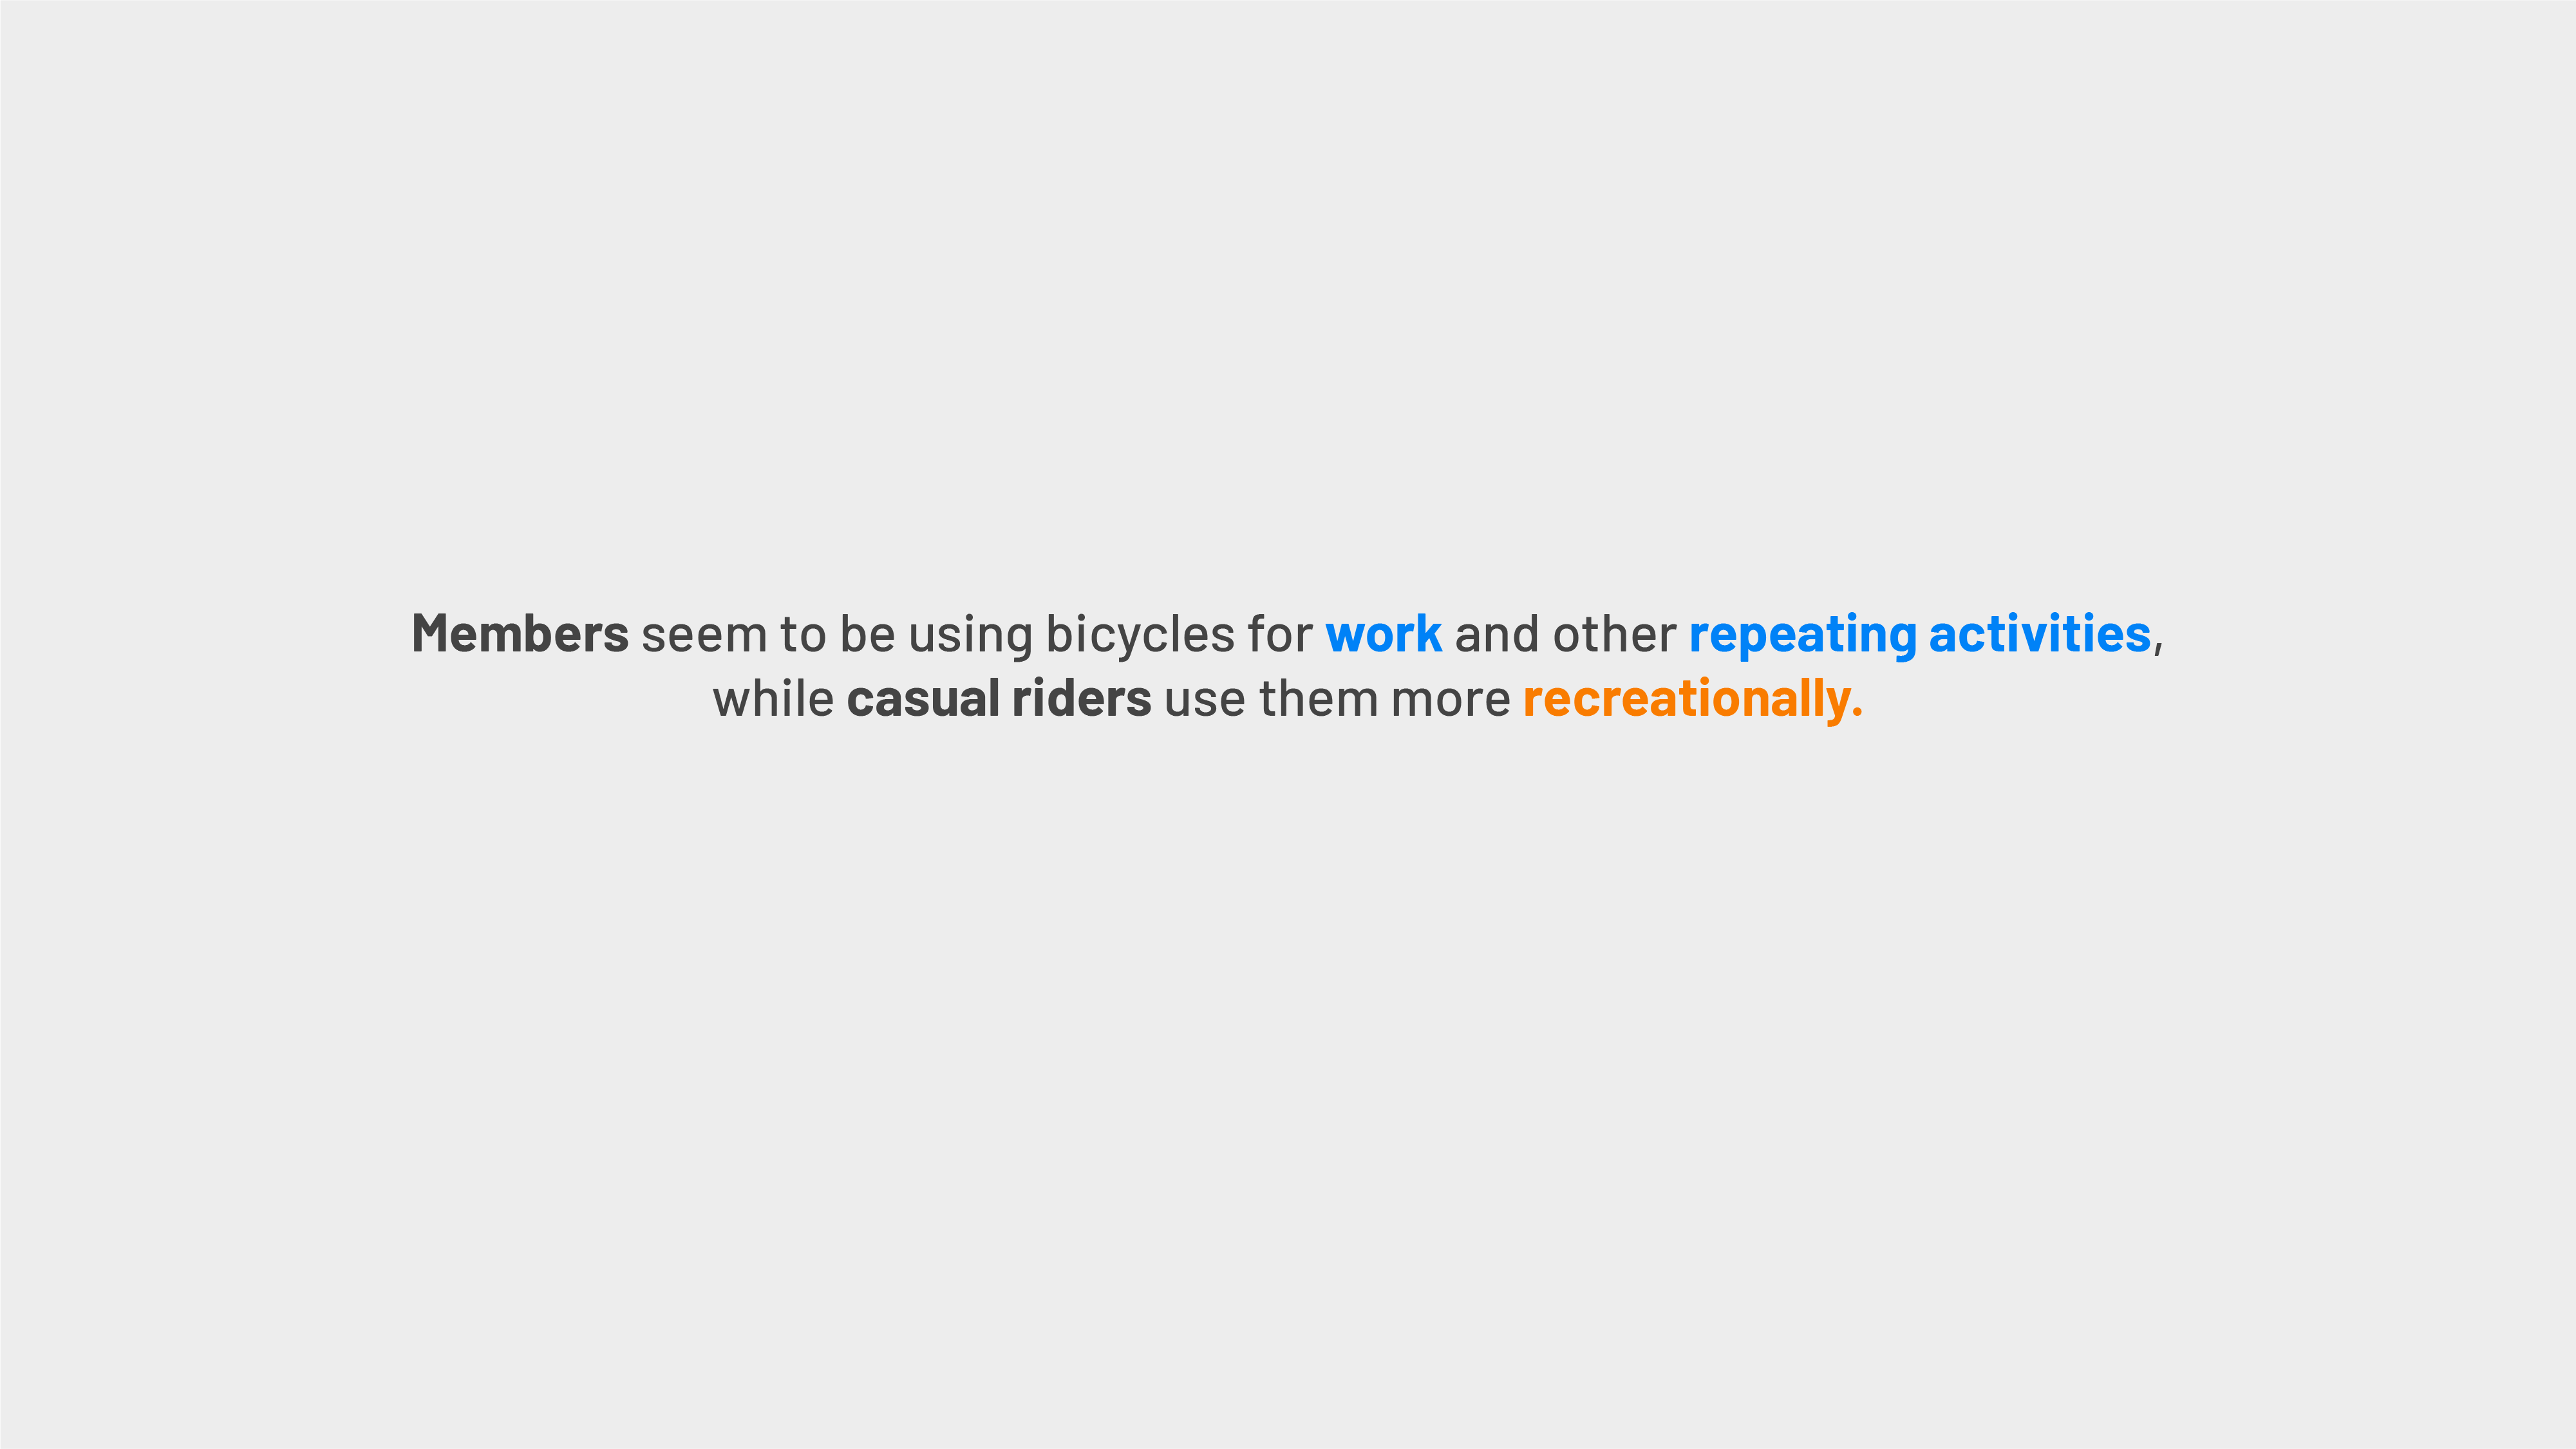 Members seem to be using bicycles for work and other repeating activities,
while casual riders use them more recreationally.